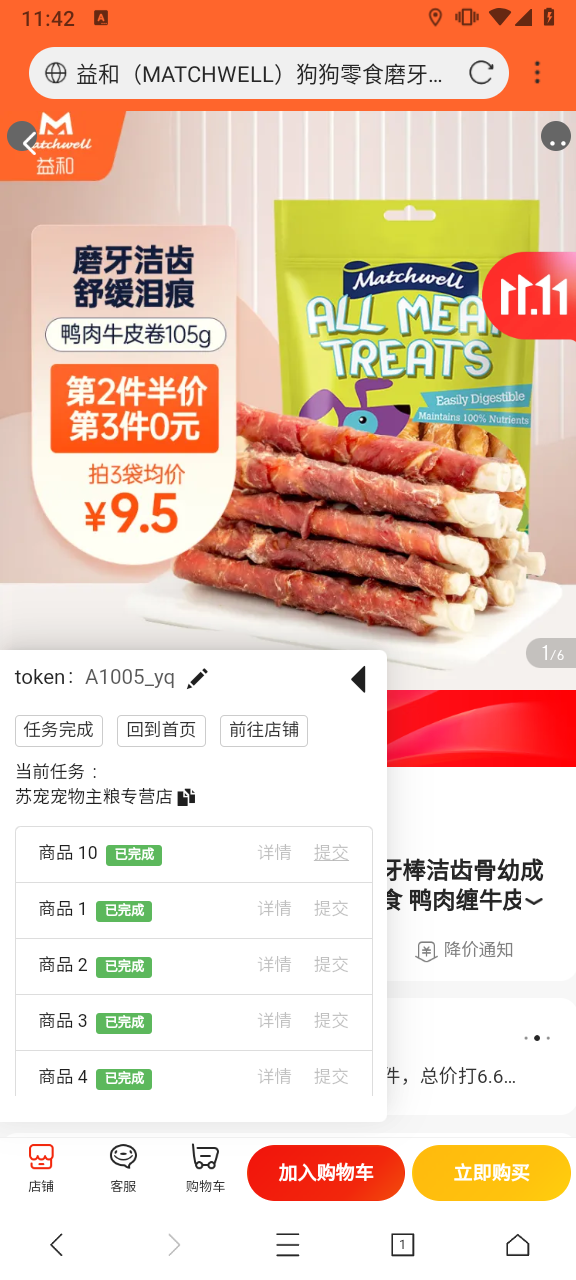 11:42
A
益和（MATCHWELL）狗狗零食磨牙...
Matchwell
益和
磨牙洁齿
舒缓泪痕
鸭肉牛皮卷105g
第2件半价
第3件0元
拍3袋均价
¥9.5
Matchwell
ALL MEAT
TREATS
Easily Digestible
Maintains 100% Nutrients
11.11
1/6
token： A1005_yq
任务完成
回到首页
前往店铺
当前任务：
苏宠宠物主粮专营店
商品 10 已完成 详情 提交
商品 1 已完成 详情 提交
商品 2 已完成 详情 提交
商品 3 已完成 详情 提交
商品 4 已完成 详情 提交
牙棒洁齿骨幼成
食 鸭肉缠牛皮
降价通知
件，总价打6.6...
店铺
客服
购物车
加入购物车
立即购买
1